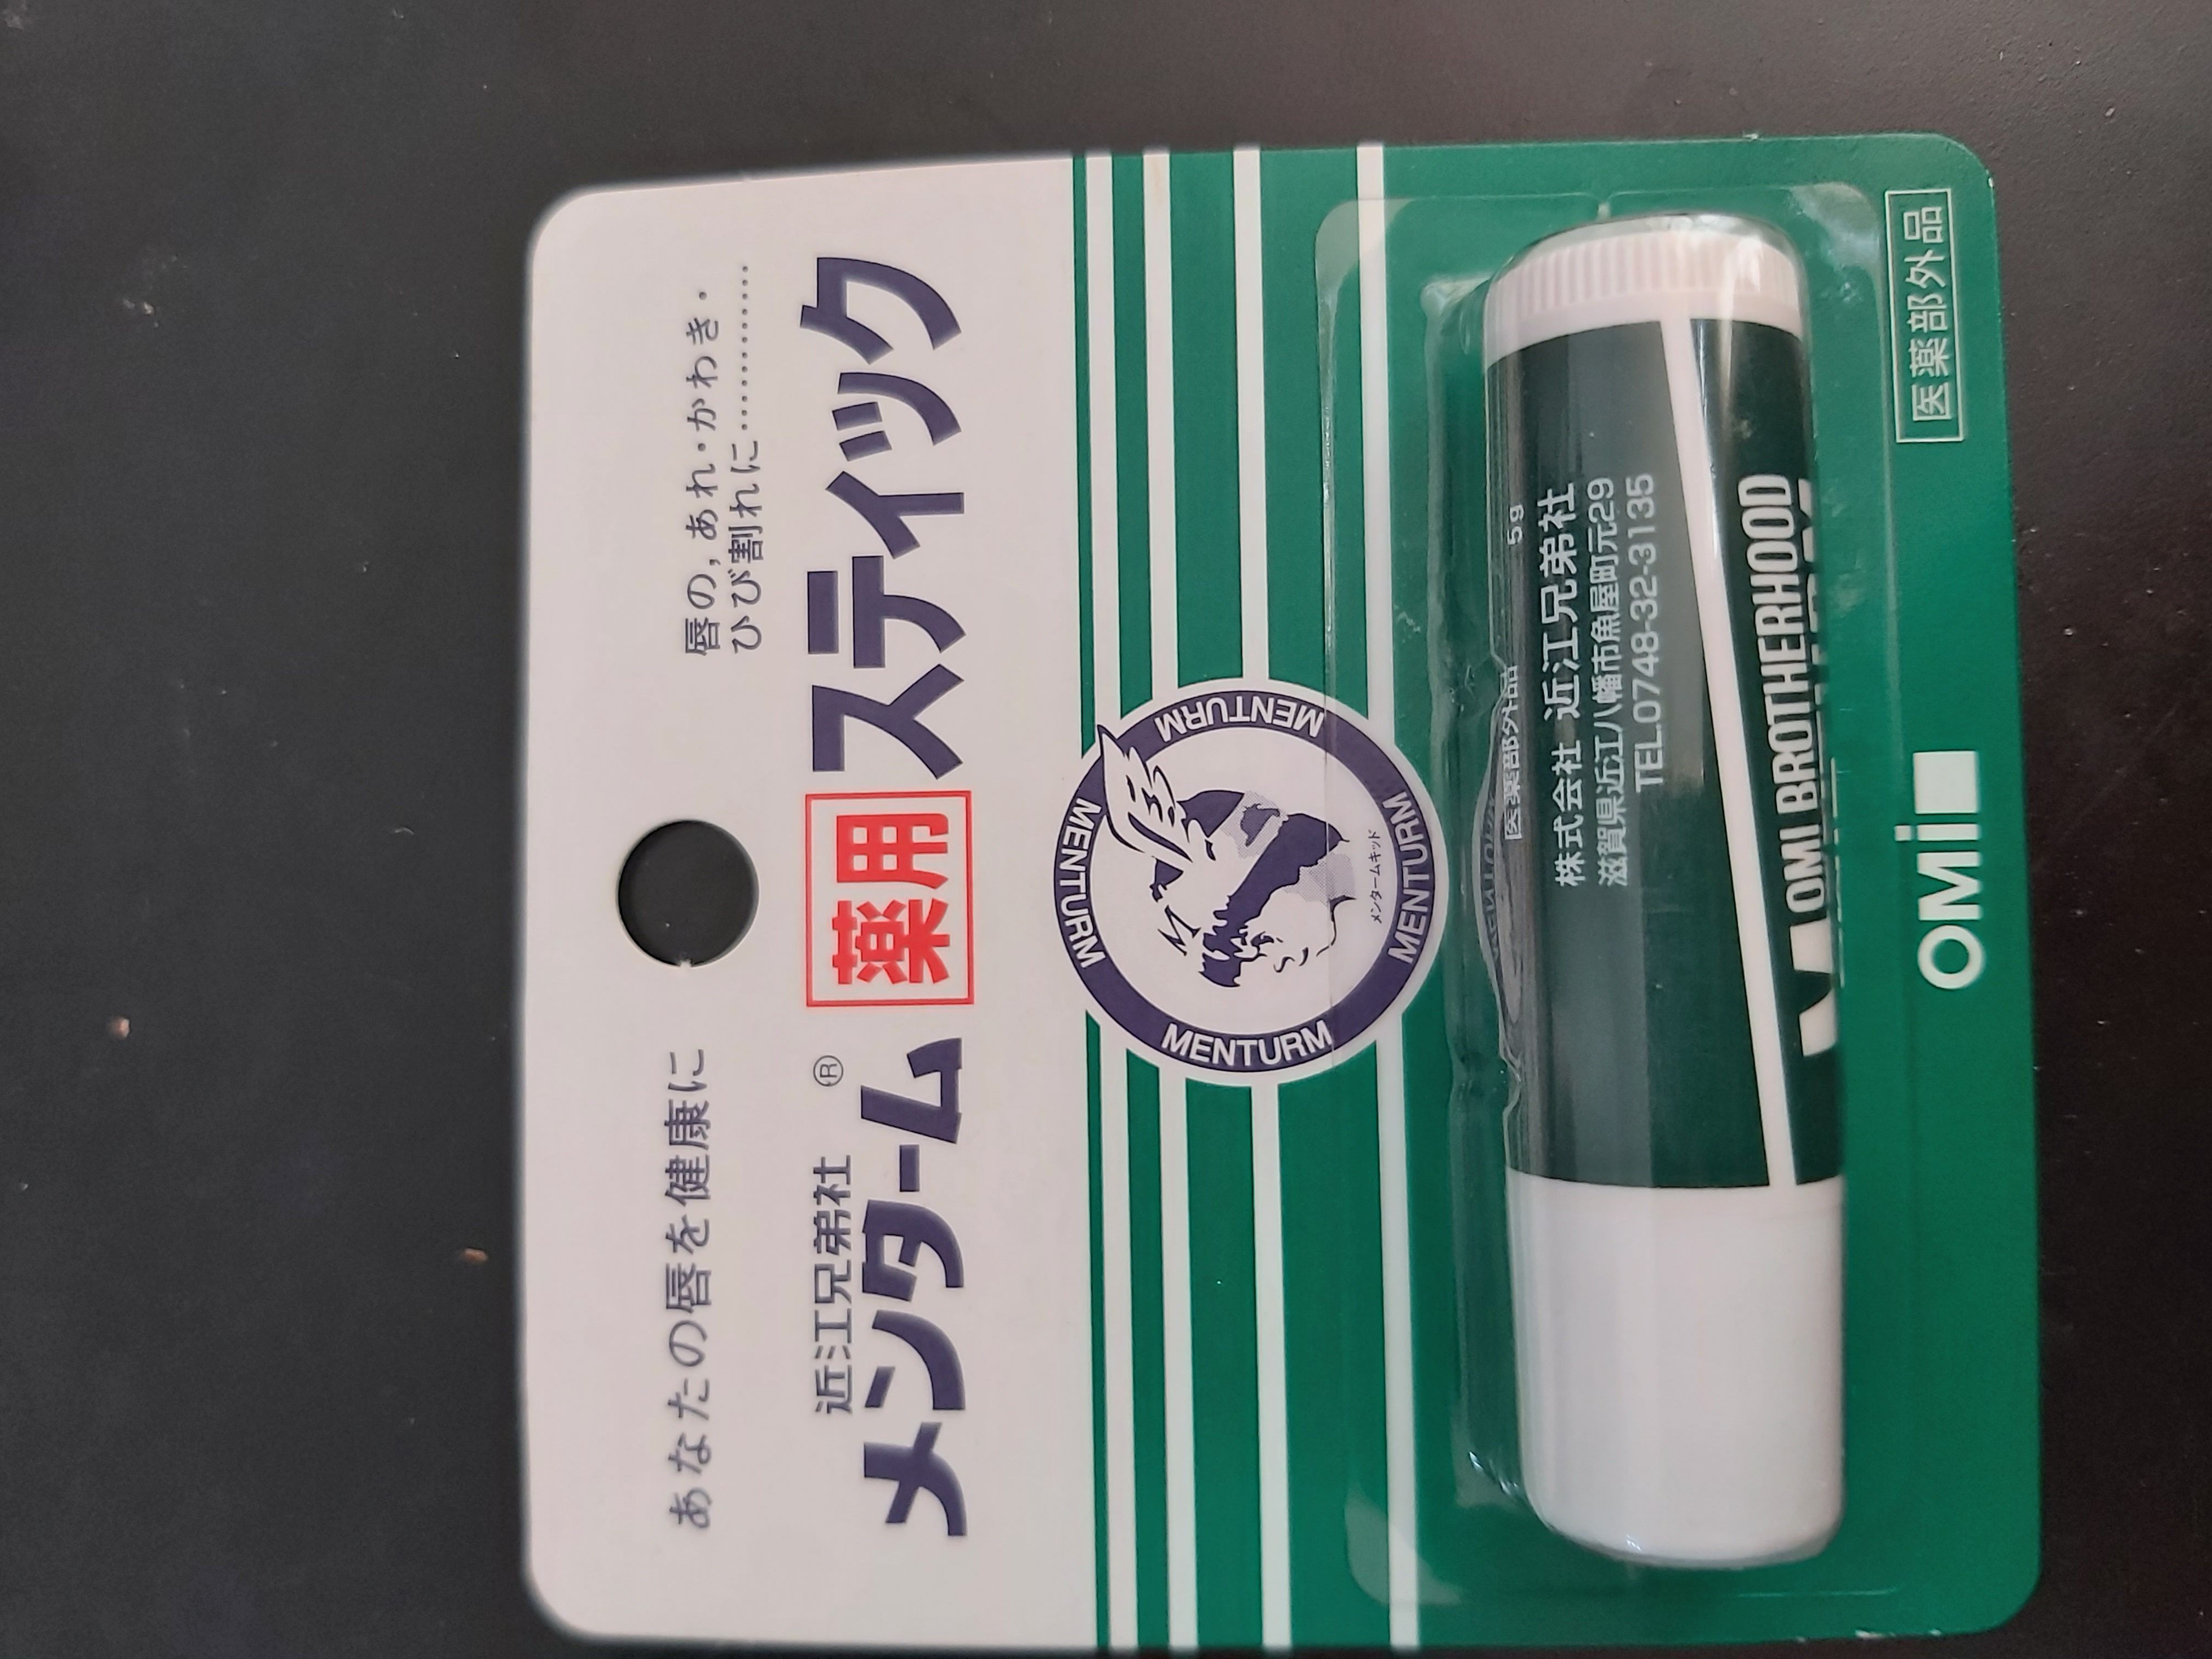 あなたの唇を健康に
唇の,あれ・かわき・
ひび割れに…………
近江兄弟社
メンターム® 薬用 スティック
MENTURM
MENTURM
MENTURM
MENTURM
メンタームキッド
医薬部外品 5g
株式会社 近江兄弟社
滋賀県近江八幡市魚屋町元29
TEL.0748-32-3135
OMI BROTHERHOOD
OMI
医薬部外品